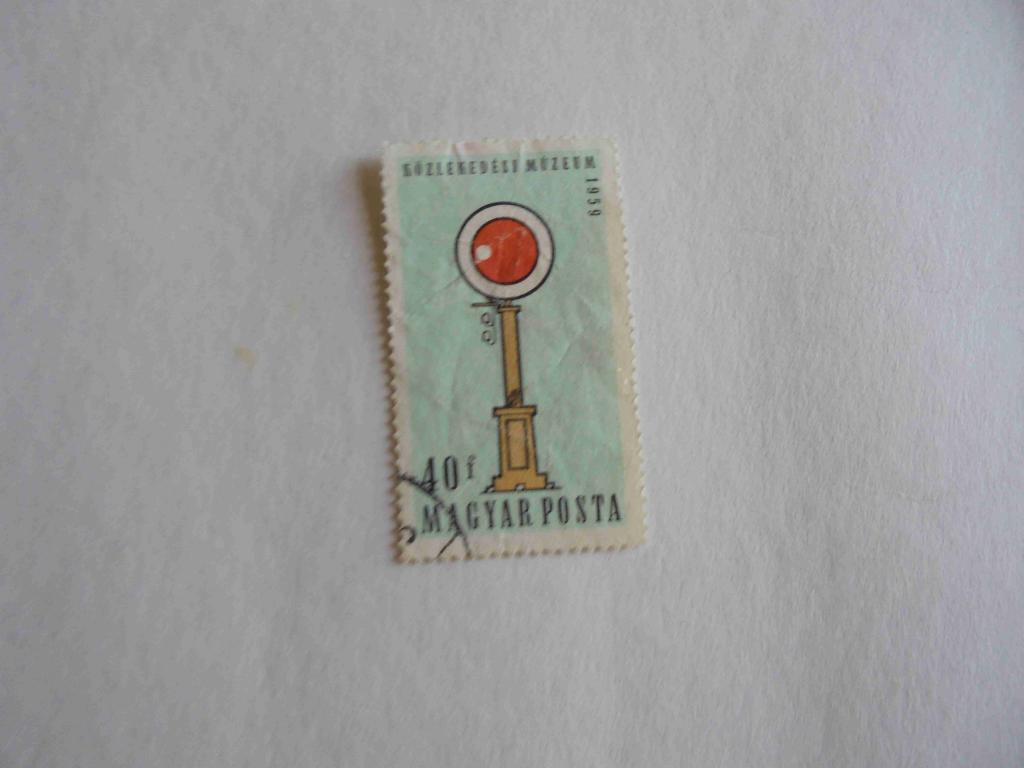 KÖZLEKEDÉSI MÚZEUM
1959
40f
MAGYAR POSTA